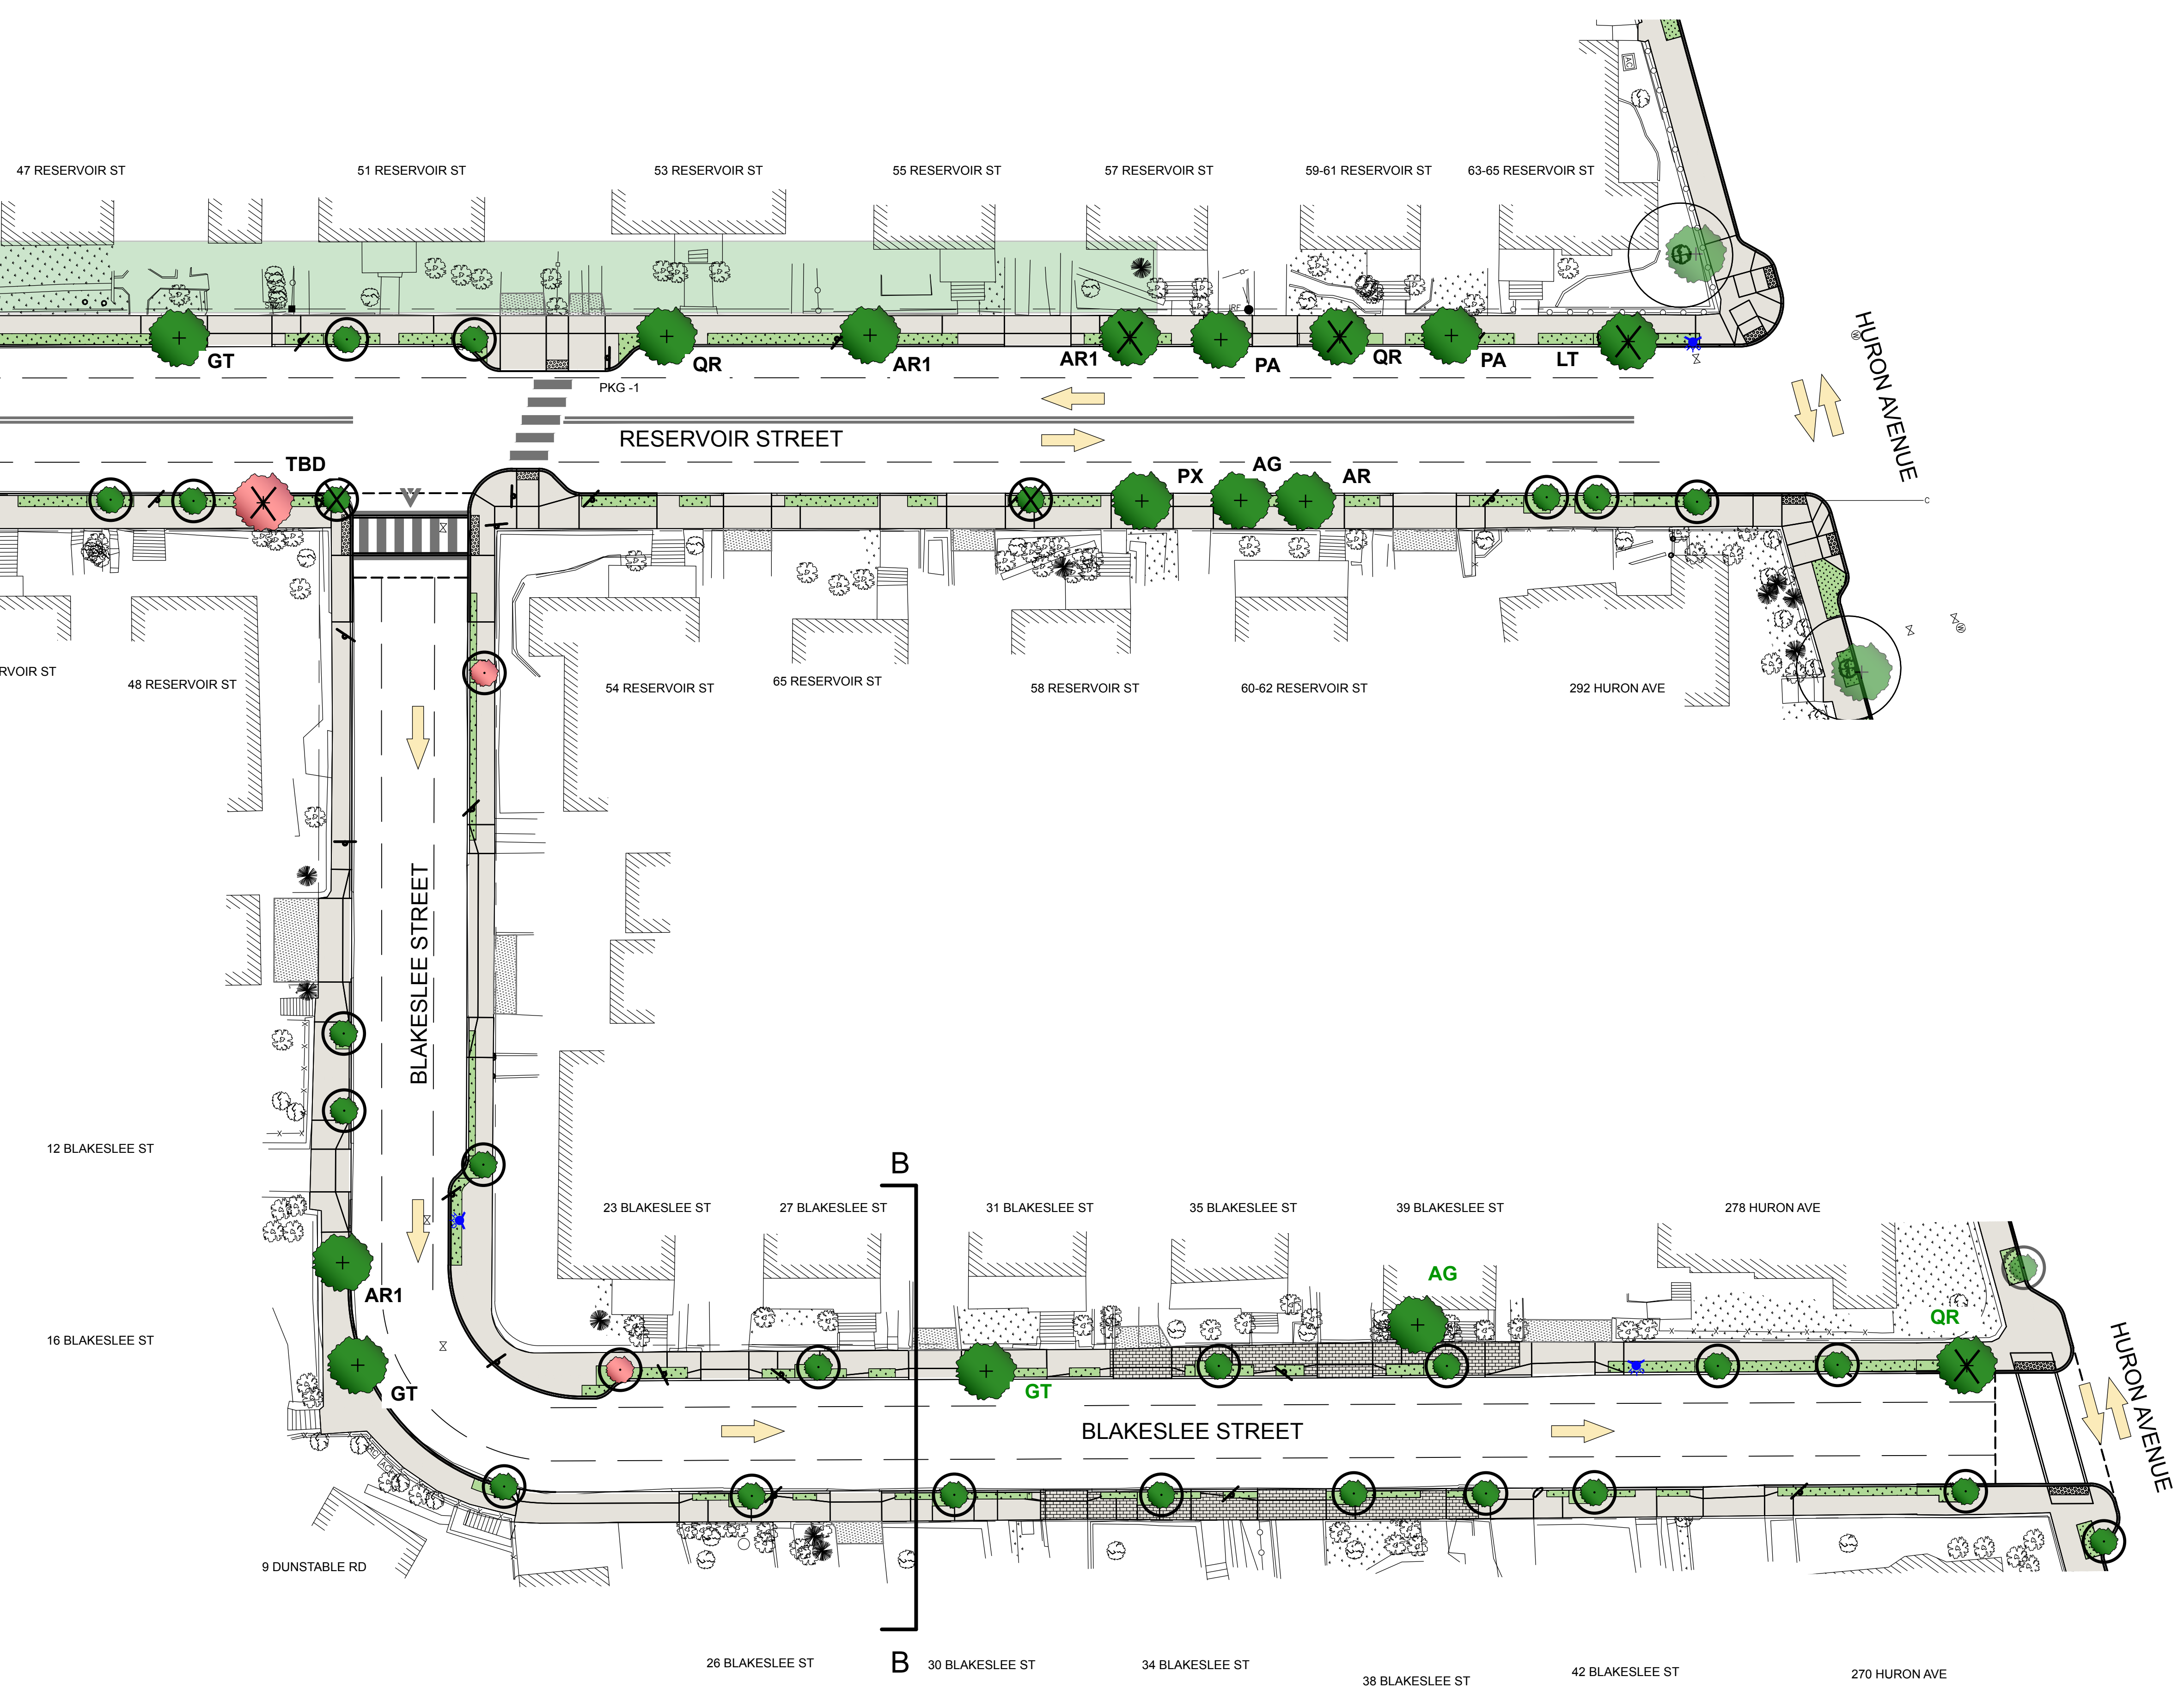 47 RESERVOIR ST
51 RESERVOIR ST
53 RESERVOIR ST
55 RESERVOIR ST
57 RESERVOIR ST
59-61 RESERVOIR ST
63-65 RESERVOIR ST
AC
IRF
GT
QR
AR1
AR1
PA
QR
PA
LT
PKG -1
HURON AVENUE
RESERVOIR STREET
TBD
PX
AG
AR
C
RVOIR ST
48 RESERVOIR ST
54 RESERVOIR ST
65 RESERVOIR ST
58 RESERVOIR ST
60-62 RESERVOIR ST
292 HURON AVE
BLAKESLEE STREET
12 BLAKESLEE ST
B
23 BLAKESLEE ST
27 BLAKESLEE ST
31 BLAKESLEE ST
35 BLAKESLEE ST
39 BLAKESLEE ST
278 HURON AVE
AR1
AG
QR
16 BLAKESLEE ST
GT
GT
HURON AVENUE
BLAKESLEE STREET
9 DUNSTABLE RD
B
26 BLAKESLEE ST
30 BLAKESLEE ST
34 BLAKESLEE ST
38 BLAKESLEE ST
42 BLAKESLEE ST
270 HURON AVE